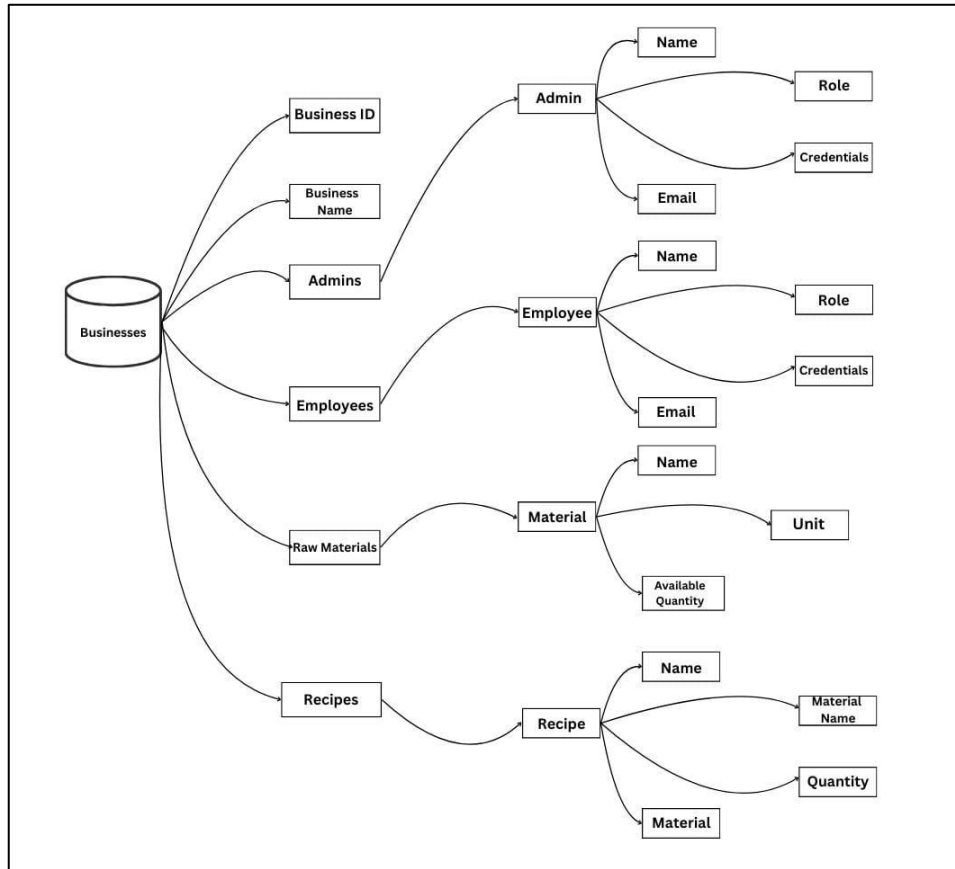 Businesses
Business ID
Business
Name
Admins
Employees
Raw Materials
Recipes
Admin
Name
Role
Credentials
Email
Employee
Name
Role
Credentials
Email
Material
Name
Unit
Available
Quantity
Recipe
Name
Material
Name
Quantity
Material